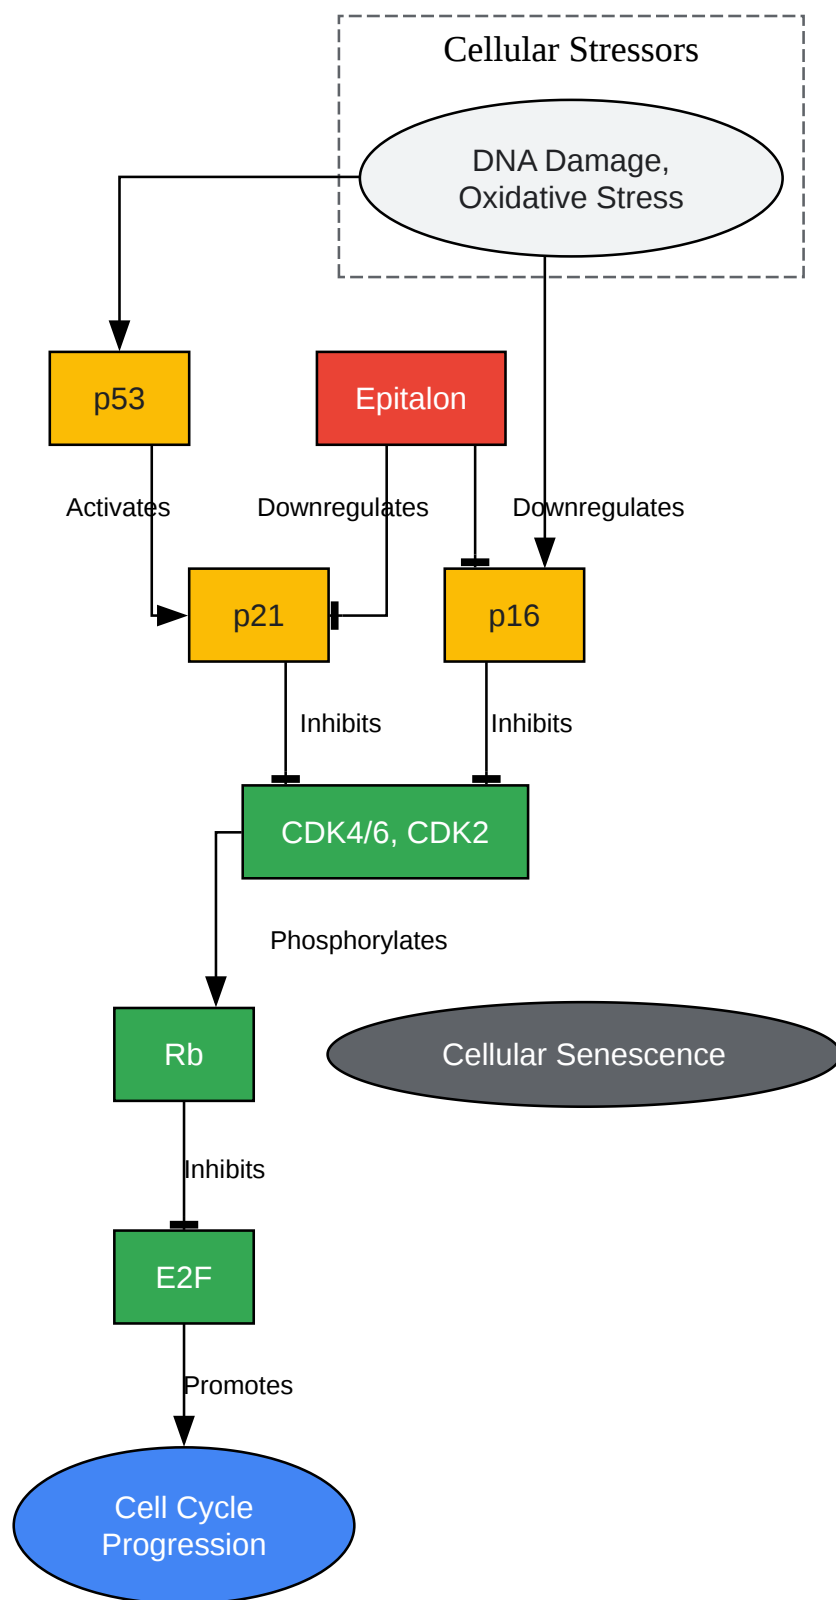 Cellular Stressors
DNA Damage,
Oxidative Stress
p53
Epitalon
Activates
Downregulates
Downregulates
p21
p16
Inhibits
Inhibits
CDK4/6, CDK2
Phosphorylates
Rb
Cellular Senescence
Inhibits
E2F
Promotes
Cell Cycle
Progression